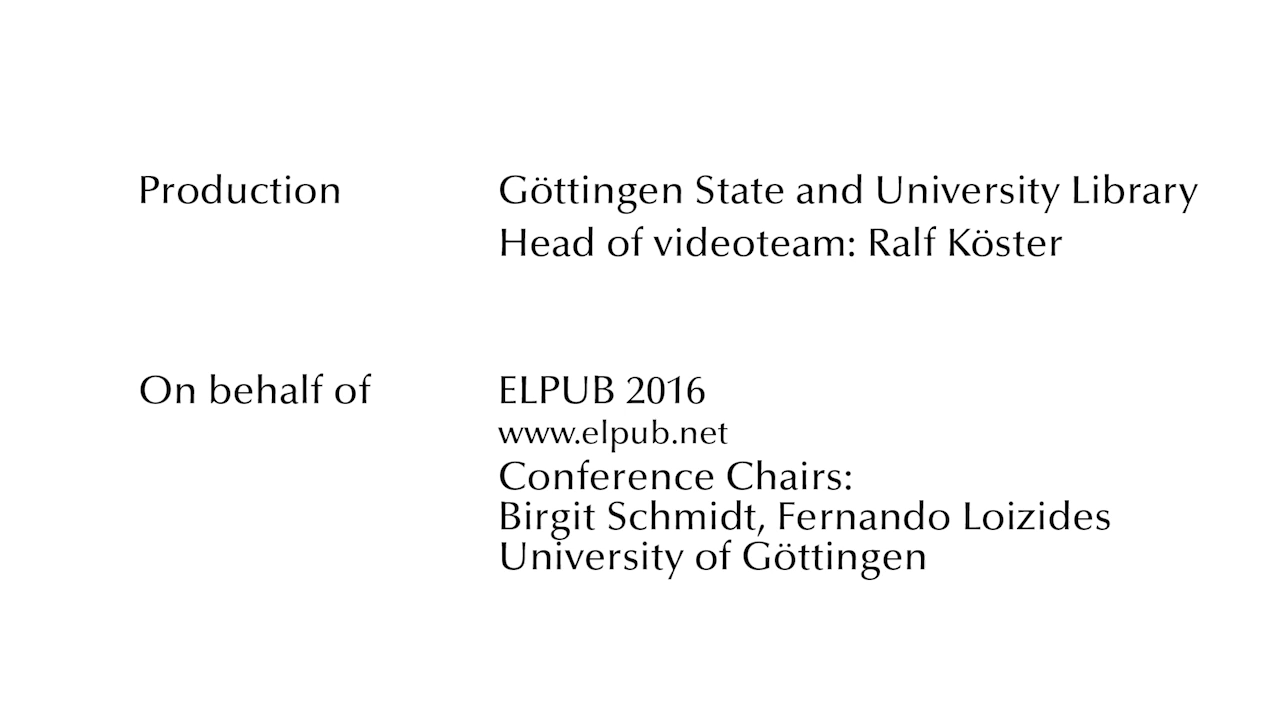 Production
Göttingen State and University Library
Head of videoteam: Ralf Köster
On behalf of
ELPUB 2016
www.elpub.net
Conference Chairs:
Birgit Schmidt, Fernando Loizides
University of Göttingen